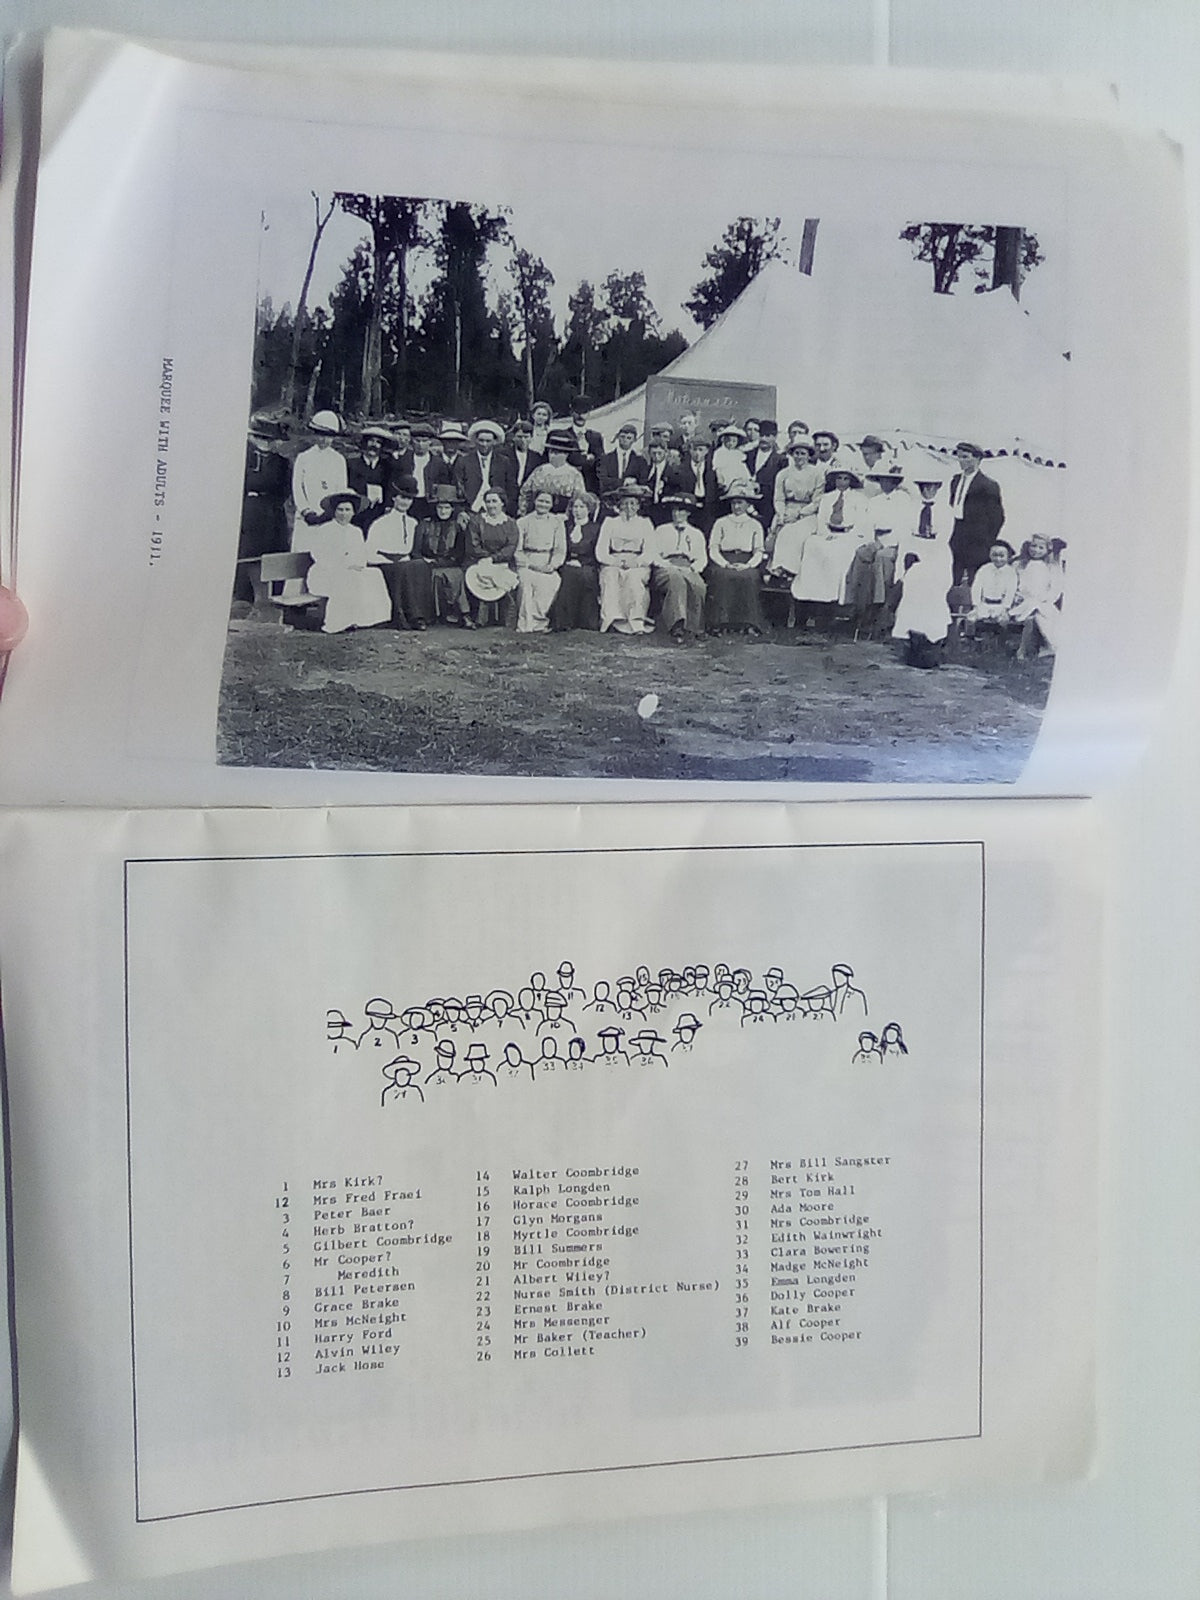 MARQUEE WITH ADULTS - 1911.
1 Mrs Kirk?
12 Mrs Fred Fraei
3 Peter Baer
4 Herb Bratton?
5 Gilbert Coombridge
6 Mr Cooper?
7 Meredith
8 Bill Petersen
9 Grace Brake
10 Mrs McNeight
11 Harry Ford
12 Alvin Wiley
13 Jack Hose
14 Walter Coombridge
15 Ralph Longden
16 Horace Coombridge
17 Glyn Morgans
18 Myrtle Coombridge
19 Bill Summers
20 Mr Coombridge
21 Albert Wiley?
22 Nurse Smith (District Nurse)
23 Ernest Brake
24 Mrs Messenger
25 Mr Baker (Teacher)
26 Mrs Collett
27 Mrs Bill Sangster
28 Bert Kirk
29 Mrs Tom Hall
30 Ada Moore
31 Mrs Coombridge
32 Edith Wainwright
33 Clara Bowering
34 Madge McNeight
35 Emma Longden
36 Dolly Cooper
37 Kate Brake
38 Alf Cooper
39 Bessie Cooper